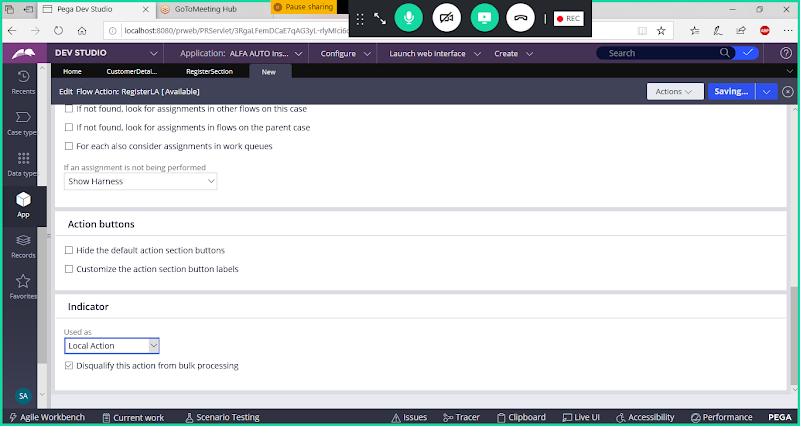 Pega Dev Studio
GoToMeeting Hub
Pause sharing
REC
localhost:8080/prweb/PRServlet/3RgaLFemDCaE7qAG3yL-rlyMIci6
ABP
DEV STUDIO
Application: ALFA AUTO Ins...
Configure
Launch web interface
Create
Search
Home
CustomerDetai...
RegisterSection
New
Edit Flow Action: RegisterLA [Available]
Actions
Saving...
Recents
Case types
Data types
App
Records
Favorites
SA
If not found, look for assignments in other flows on this case
If not found, look for assignments in flows on the parent case
For each also consider assignments in work queues
If an assignment is not being performed
Show Harness
Action buttons
Hide the default action section buttons
Customize the action section button labels
Indicator
Used as
Local Action
Disqualify this action from bulk processing
Agile Workbench
Current work
Scenario Testing
Issues
Tracer
Clipboard
Live UI
Accessibility
Performance
PEGA